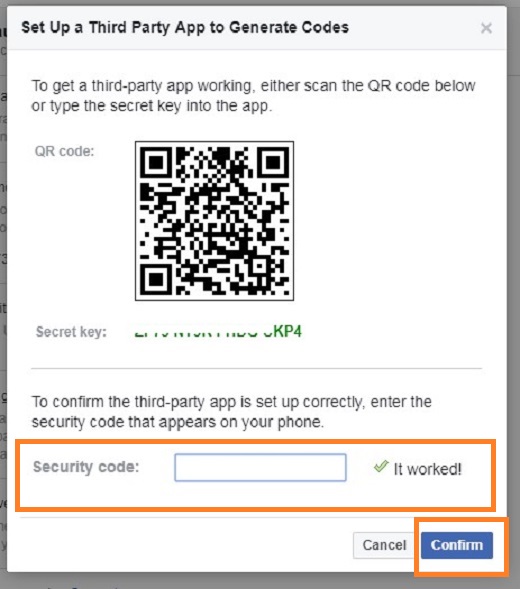 Set Up a Third Party App to Generate Codes
To get a third-party app working, either scan the QR code below
or type the secret key into the app.
QR code:
Secret key:
To confirm the third-party app is set up correctly, enter the
security code that appears on your phone.
Security code:
It worked!
Cancel
Confirm